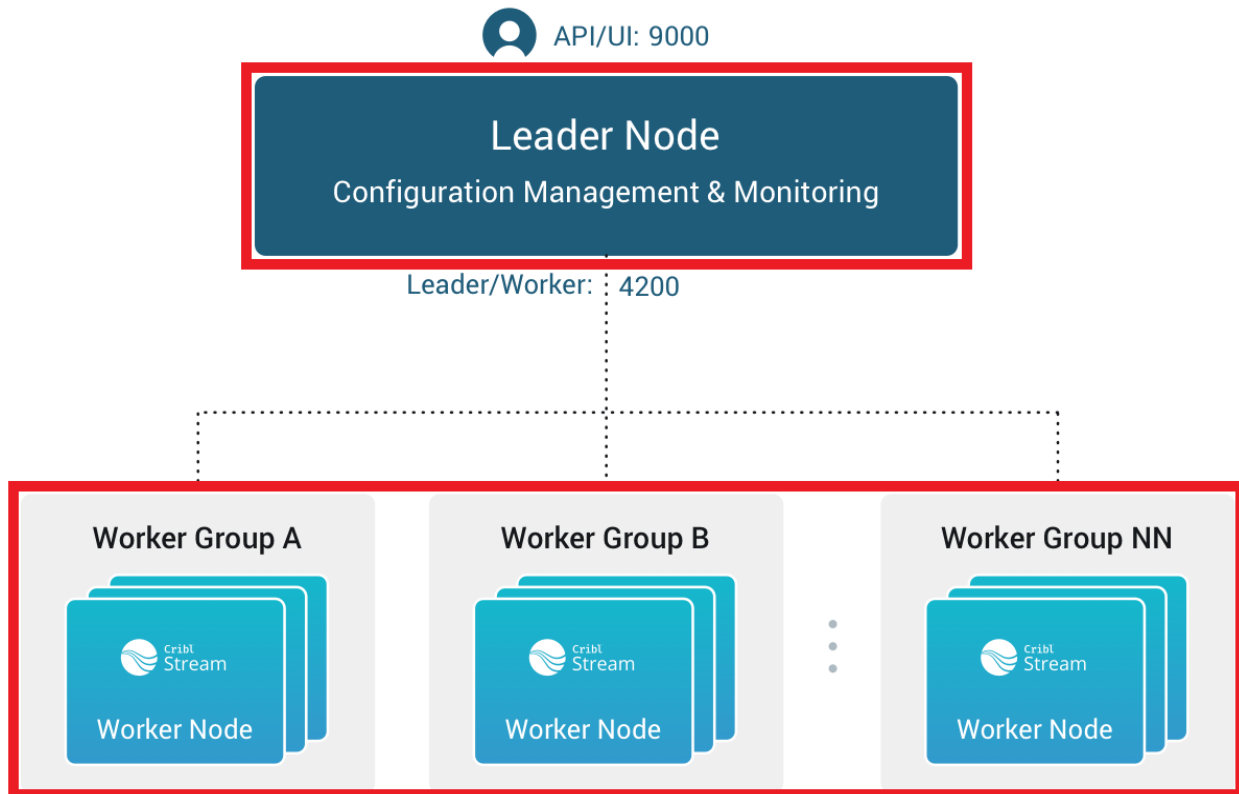 API/UI: 9000
Leader Node
Configuration Management & Monitoring
Leader/Worker: 4200
Worker Group A
Worker Group B
Worker Group NN
Cribl
Stream
Worker Node
Cribl
Stream
Worker Node
Cribl
Stream
Worker Node